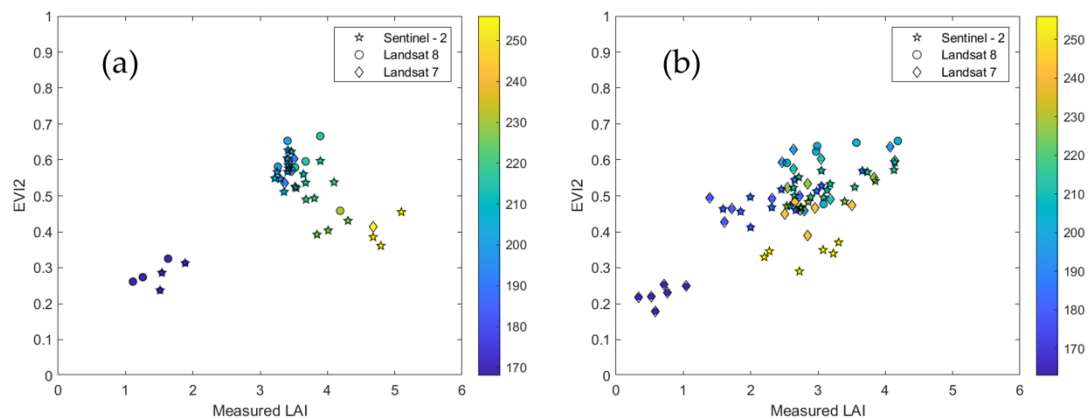 (a)
Sentinel - 2
Landsat 8
Landsat 7
1
0.9
0.8
0.7
0.6
0.5
0.4
0.3
0.2
0.1
0
EVI2
0 1 2 3 4 5 6
Measured LAI
250
240
230
220
210
200
190
180
170
(b)
Sentinel - 2
Landsat 8
Landsat 7
1
0.9
0.8
0.7
0.6
0.5
0.4
0.3
0.2
0.1
0
EVI2
0 1 2 3 4 5 6
Measured LAI
250
240
230
220
210
200
190
180
170